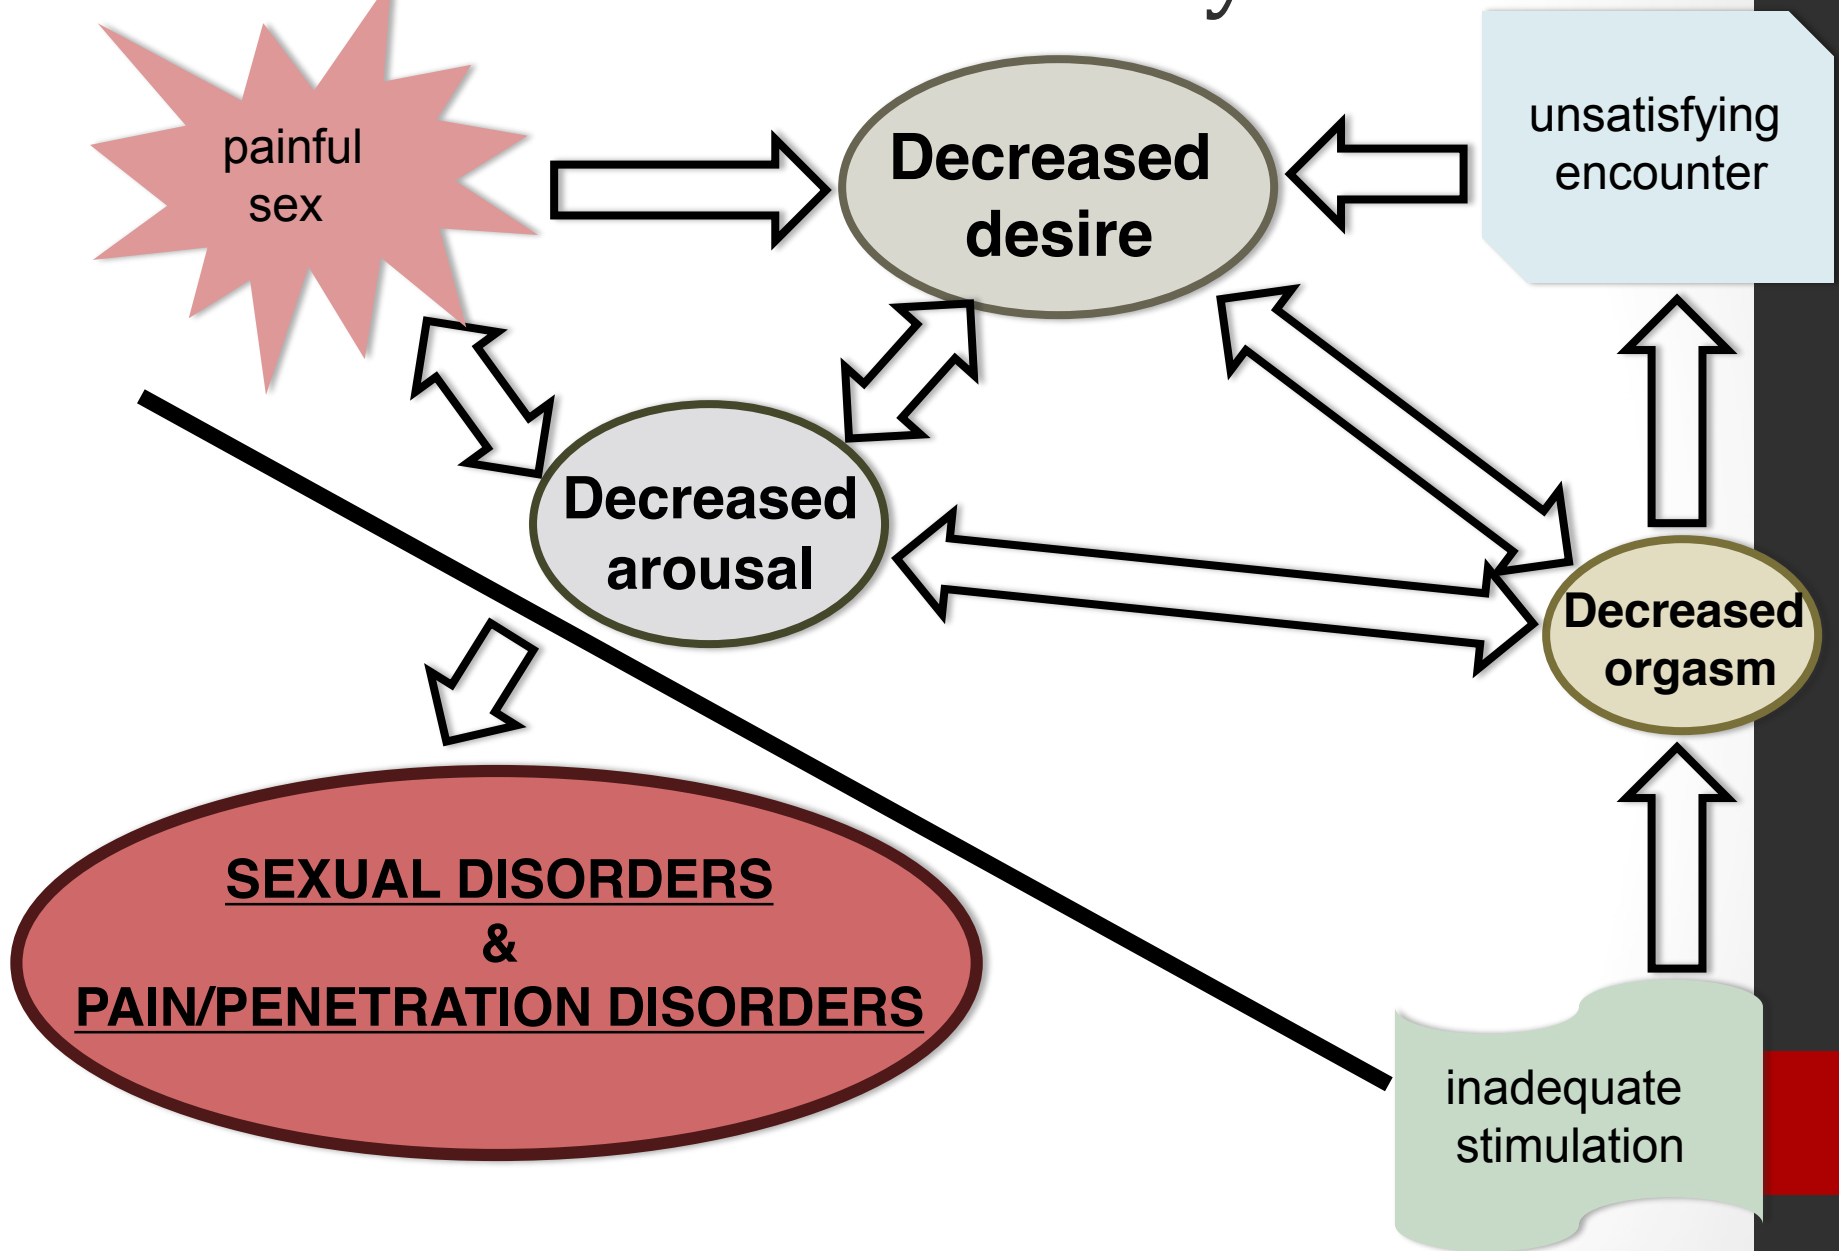 painful
sex
Decreased
desire
unsatisfying
encounter
Decreased
arousal
Decreased
orgasm
SEXUAL DISORDERS
&
PAIN/PENETRATION DISORDERS
inadequate
stimulation